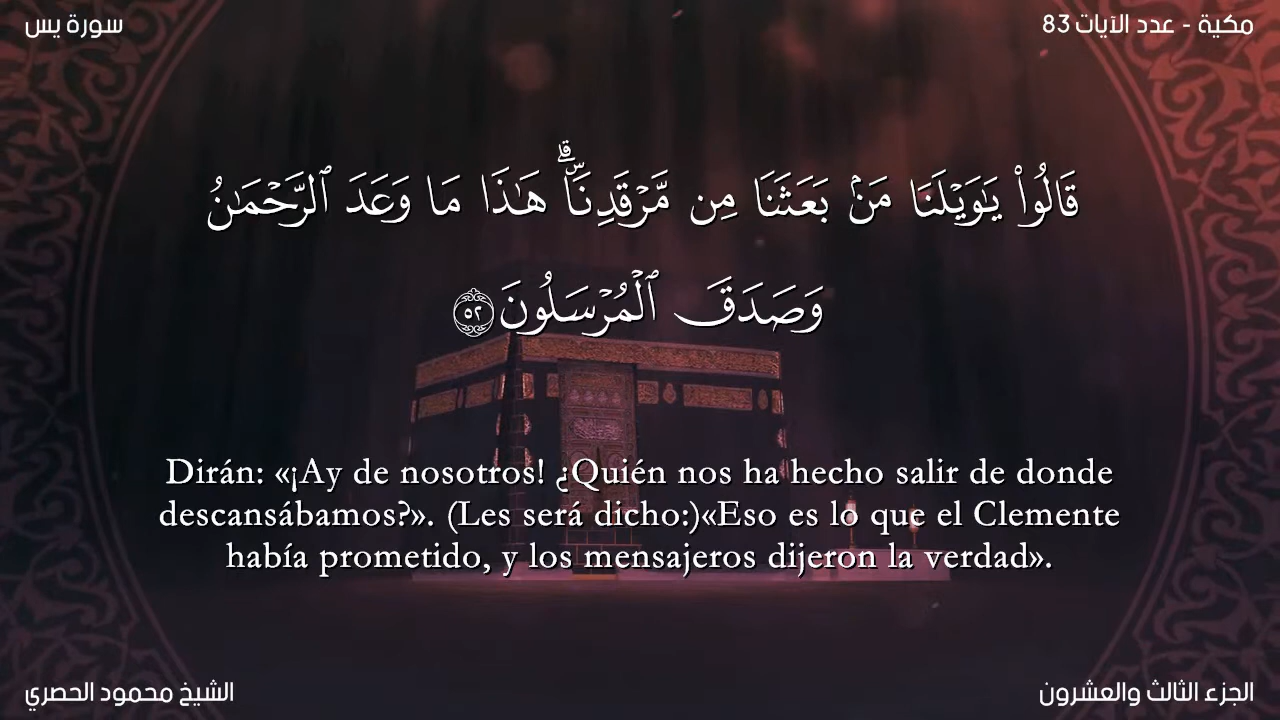 سورة يس
مكية - عدد الآيات 83
قَالُوا۟ يَـٰوَيْلَنَا مَنۢ بَعَثَنَا مِن مَّرْقَدِنَا ۜ ۗ هَـٰذَا مَا وَعَدَ ٱلرَّحْمَـٰنُ
وَصَدَقَ ٱلْمُرْسَلُونَ ٥٢
Dirán: «¡Ay de nosotros! ¿Quién nos ha hecho salir de donde
descansábamos?». (Les será dicho:)«Eso es lo que el Clemente
había prometido, y los mensajeros dijeron la verdad».
الشيخ محمود الحصري
الجزء الثالث والعشرون